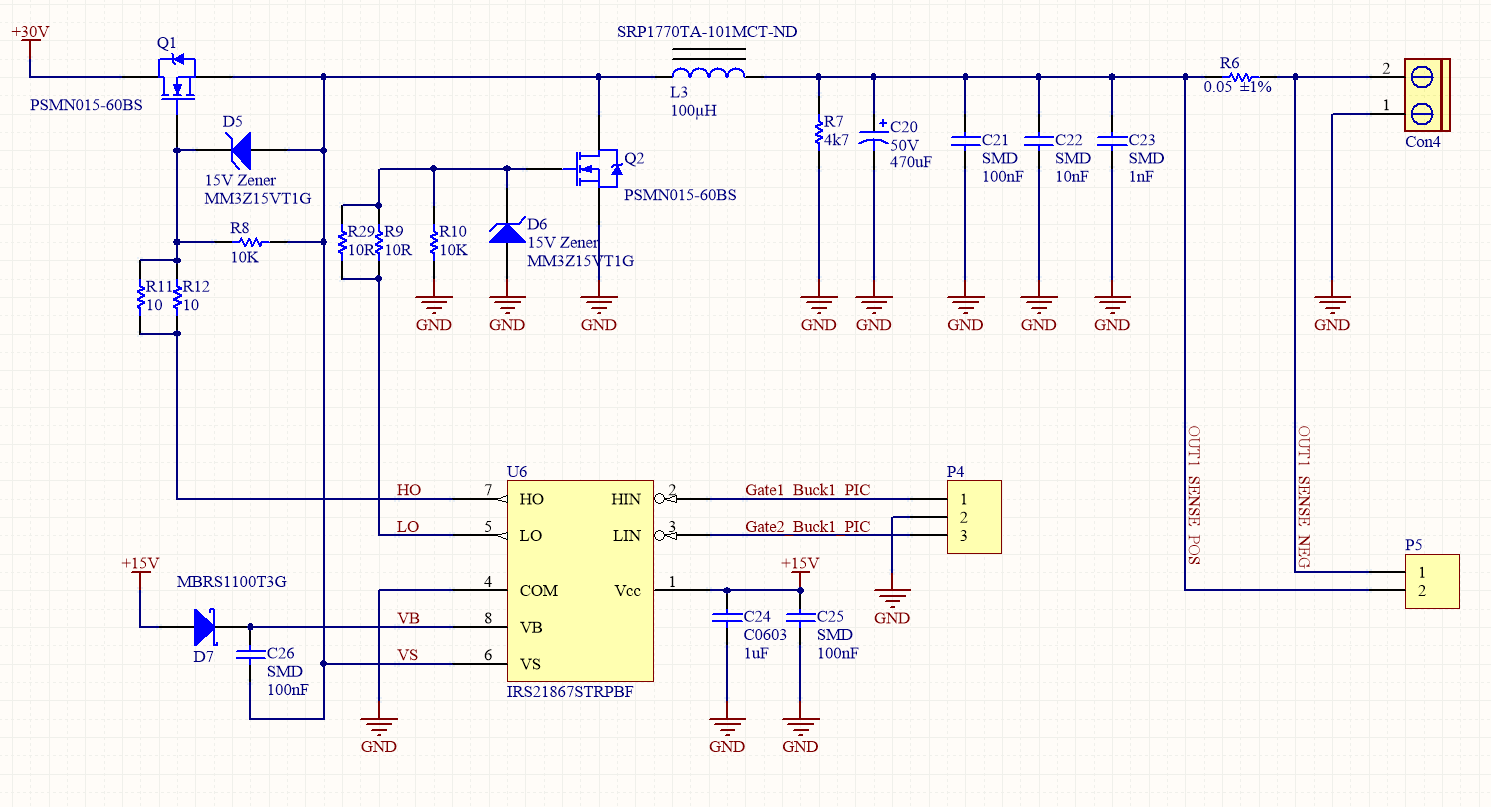 +30V
Q1
PSMN015-60BS
D5
15V Zener
MM3Z15VT1G
R8
10K
R11
10
R12
10
R29
10R
R9
10R
R10
10K
D6
15V Zener
MM3Z15VT1G
Q2
PSMN015-60BS
GND
GND
GND
SRP1770TA-101MCT-ND
L3
100µH
R7
4k7
C20
50V
470uF
C21
SMD
100nF
C22
SMD
10nF
C23
SMD
1nF
GND
GND
GND
GND
GND
R6
0.05 ±1%
2
1
Con4
GND
OUT1 SENSE POS
OUT1 SENSE NEG
P5
1
2
U6
HO
7
HO
LO
5
LO
4
COM
VB
8
VB
VS
6
VS
HIN
2
LIN
3
Vcc
1
IRS21867STRPBF
Gate1 Buck1 PIC
Gate2 Buck1 PIC
P4
1
2
3
GND
+15V
C24
C0603
1uF
C25
SMD
100nF
GND
GND
+15V
MBRS1100T3G
D7
C26
SMD
100nF
GND